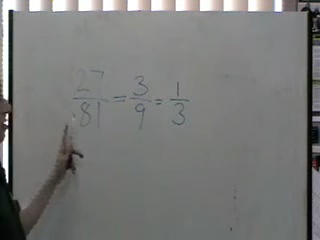 27/81 = 3/9 = 1/3